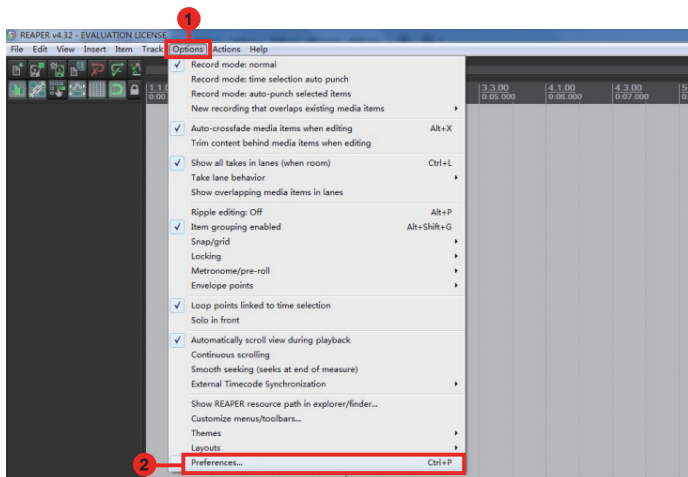 1
REAPER v4.32 - EVALUATION LICENSE
File Edit View Insert Item Track Options Actions Help
Record mode: normal
Record mode: time selection auto punch
Record mode: auto-punch selected items
New recording that overlaps existing media items
Auto-crossfade media items when editing Alt+X
Trim content behind media items when editing
Show all takes in lanes (when room) Ctrl+L
Take lane behavior
Show overlapping media items in lanes
Ripple editing: Off Alt+P
Item grouping enabled Alt+Shift+G
Snap/grid
Locking
Metronome/pre-roll
Envelope points
Loop points linked to time selection
Solo in front
Automatically scroll view during playback
Continuous scrolling
Smooth seeking (seeks at end of measure)
External Timecode Synchronization
Show REAPER resource path in explorer/finder...
Customize menus/toolbars...
Themes
Layouts
2 Preferences... Ctrl+P
3.3.00 4.1.00 4.3.00
0:05.000 0:06.000 0:07.000